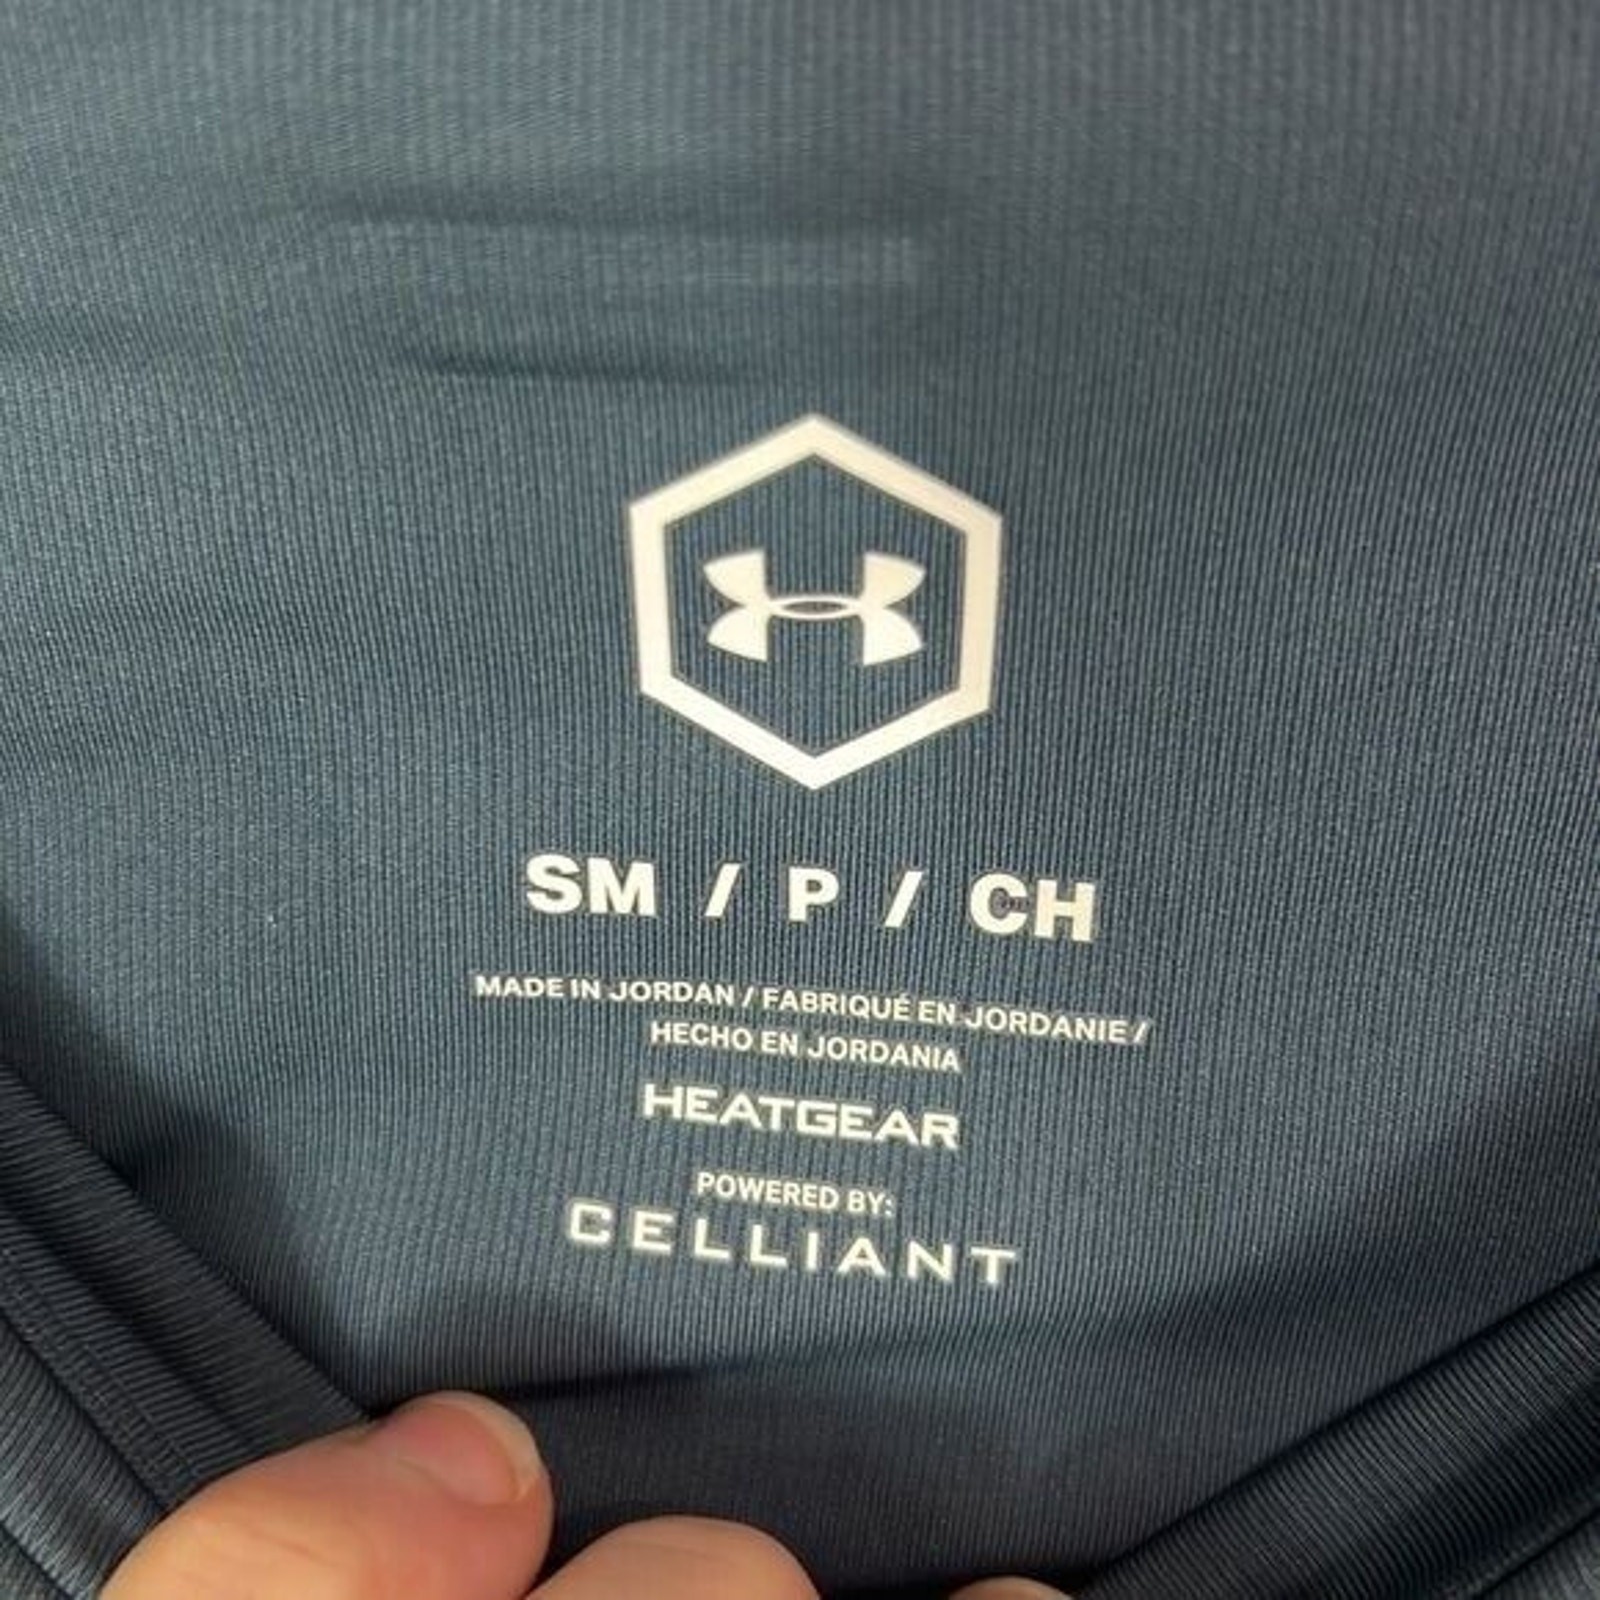 SM / P / CH
MADE IN JORDAN / FABRIQUÉ EN JORDANIE /
HECHO EN JORDANIA
HEATGEAR
POWERED BY:
CELLIANT